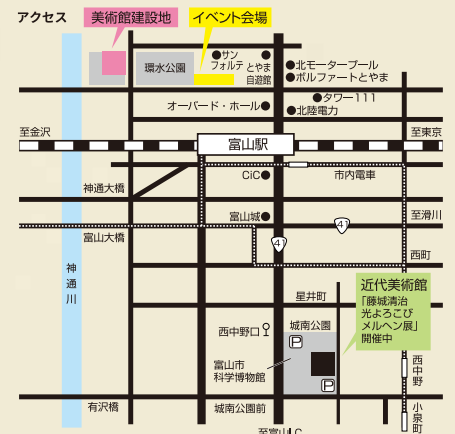 アクセス
美術館建設地
イベント会場
サン
フォルテ
とやま
自遊館
環水公園
北モータープール
ボルファートとやま
タワー111
オーバード・ホール
北陸電力
至金沢
至東京
富山駅
CiC
市内電車
神通大橋
富山城
至滑川
41
富山大橋
41
西町
神通川
近代美術館
「藤城清治
光よろこび
メルヘン展」
開催中
星井町
西中野口
城南公園
P
富山市
科学博物館
P
西中野
有沢橋
城南公園前
小泉町
至富山I.C